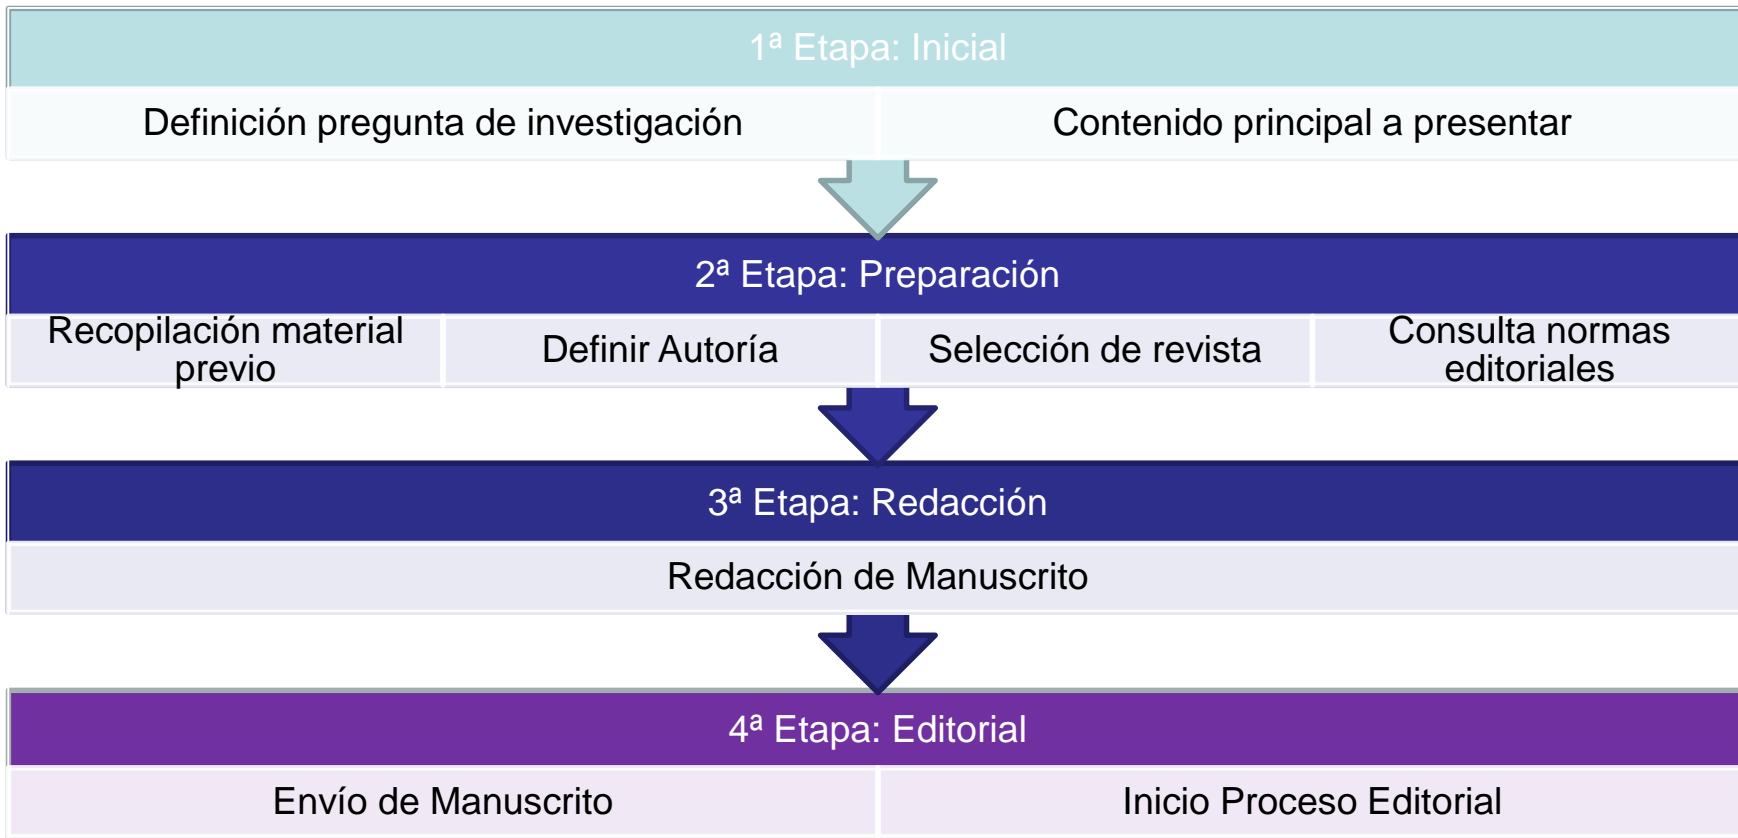 1ª Etapa: Inicial
Definición pregunta de investigación
Contenido principal a presentar
2ª Etapa: Preparación
Recopilación material
previo
Definir Autoría
Selección de revista
Consulta normas
editoriales
3ª Etapa: Redacción
Redacción de Manuscrito
4ª Etapa: Editorial
Envío de Manuscrito
Inicio Proceso Editorial